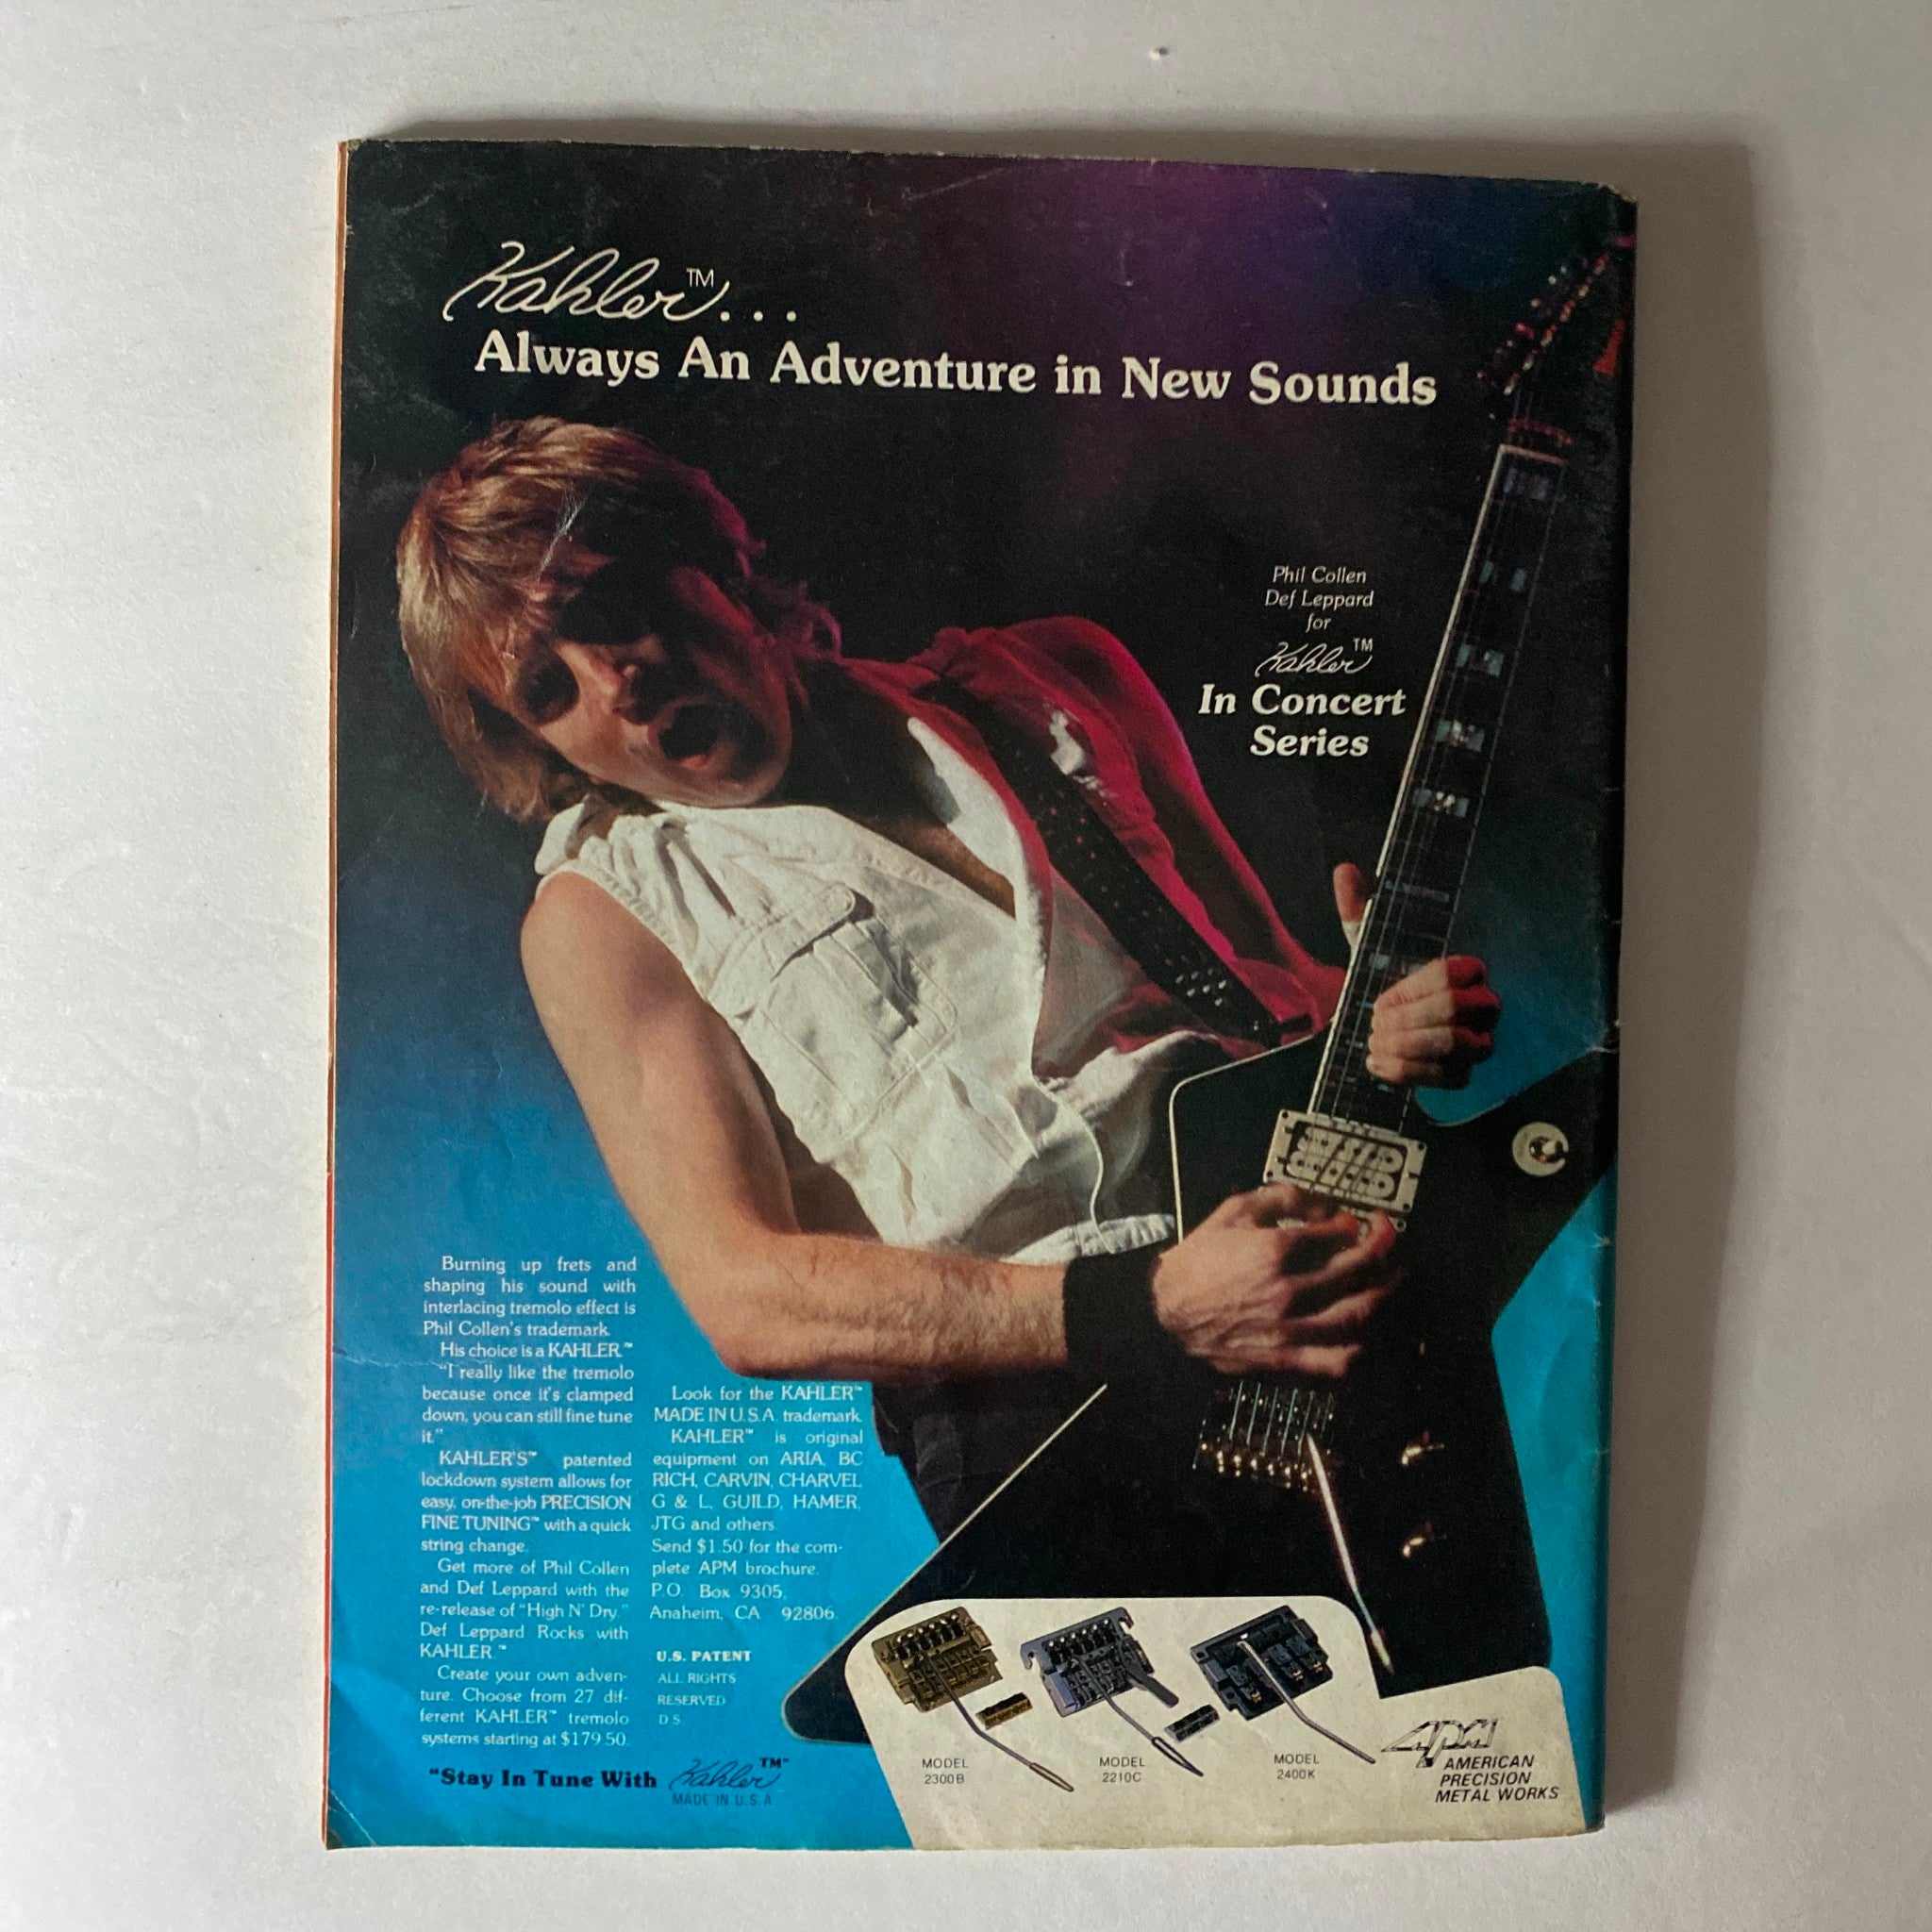 Kahler™...
Always An Adventure in New Sounds
Phil Collen
Def Leppard
for
Kahler™
In Concert
Series
Burning up frets and
shaping his sound with
interlacing tremolo effect is
Phil Collen's trademark.
His choice is a KAHLER.™
"I really like the tremolo
because once it's clamped
down, you can still fine tune
it."
KAHLER'S™ patented
lockdown system allows for
easy, on-the-job PRECISION
FINE TUNING™ with a quick
string change.
Get more of Phil Collen
and Def Leppard with the
re-release of "High N' Dry."
Def Leppard Rocks with
KAHLER.™
Create your own adven-
ture. Choose from 27 dif-
ferent KAHLER™ tremolo
systems starting at $179.50.
Look for the KAHLER™
MADE IN U.S.A. trademark.
KAHLER™ is original
equipment on ARIA, BC
RICH, CARVIN, CHARVEL
G & L, GUILD, HAMER,
JTG and others.
Send $1.50 for the com-
plete APM brochure.
P.O. Box 9305,
Anaheim, CA 92806.
U.S. PATENT
ALL RIGHTS
RESERVED
D.S.
"Stay In Tune With Kahler™"
MADE IN U.S.A
MODEL
2300B
MODEL
2210C
MODEL
2400K
APM
AMERICAN
PRECISION
METAL WORKS